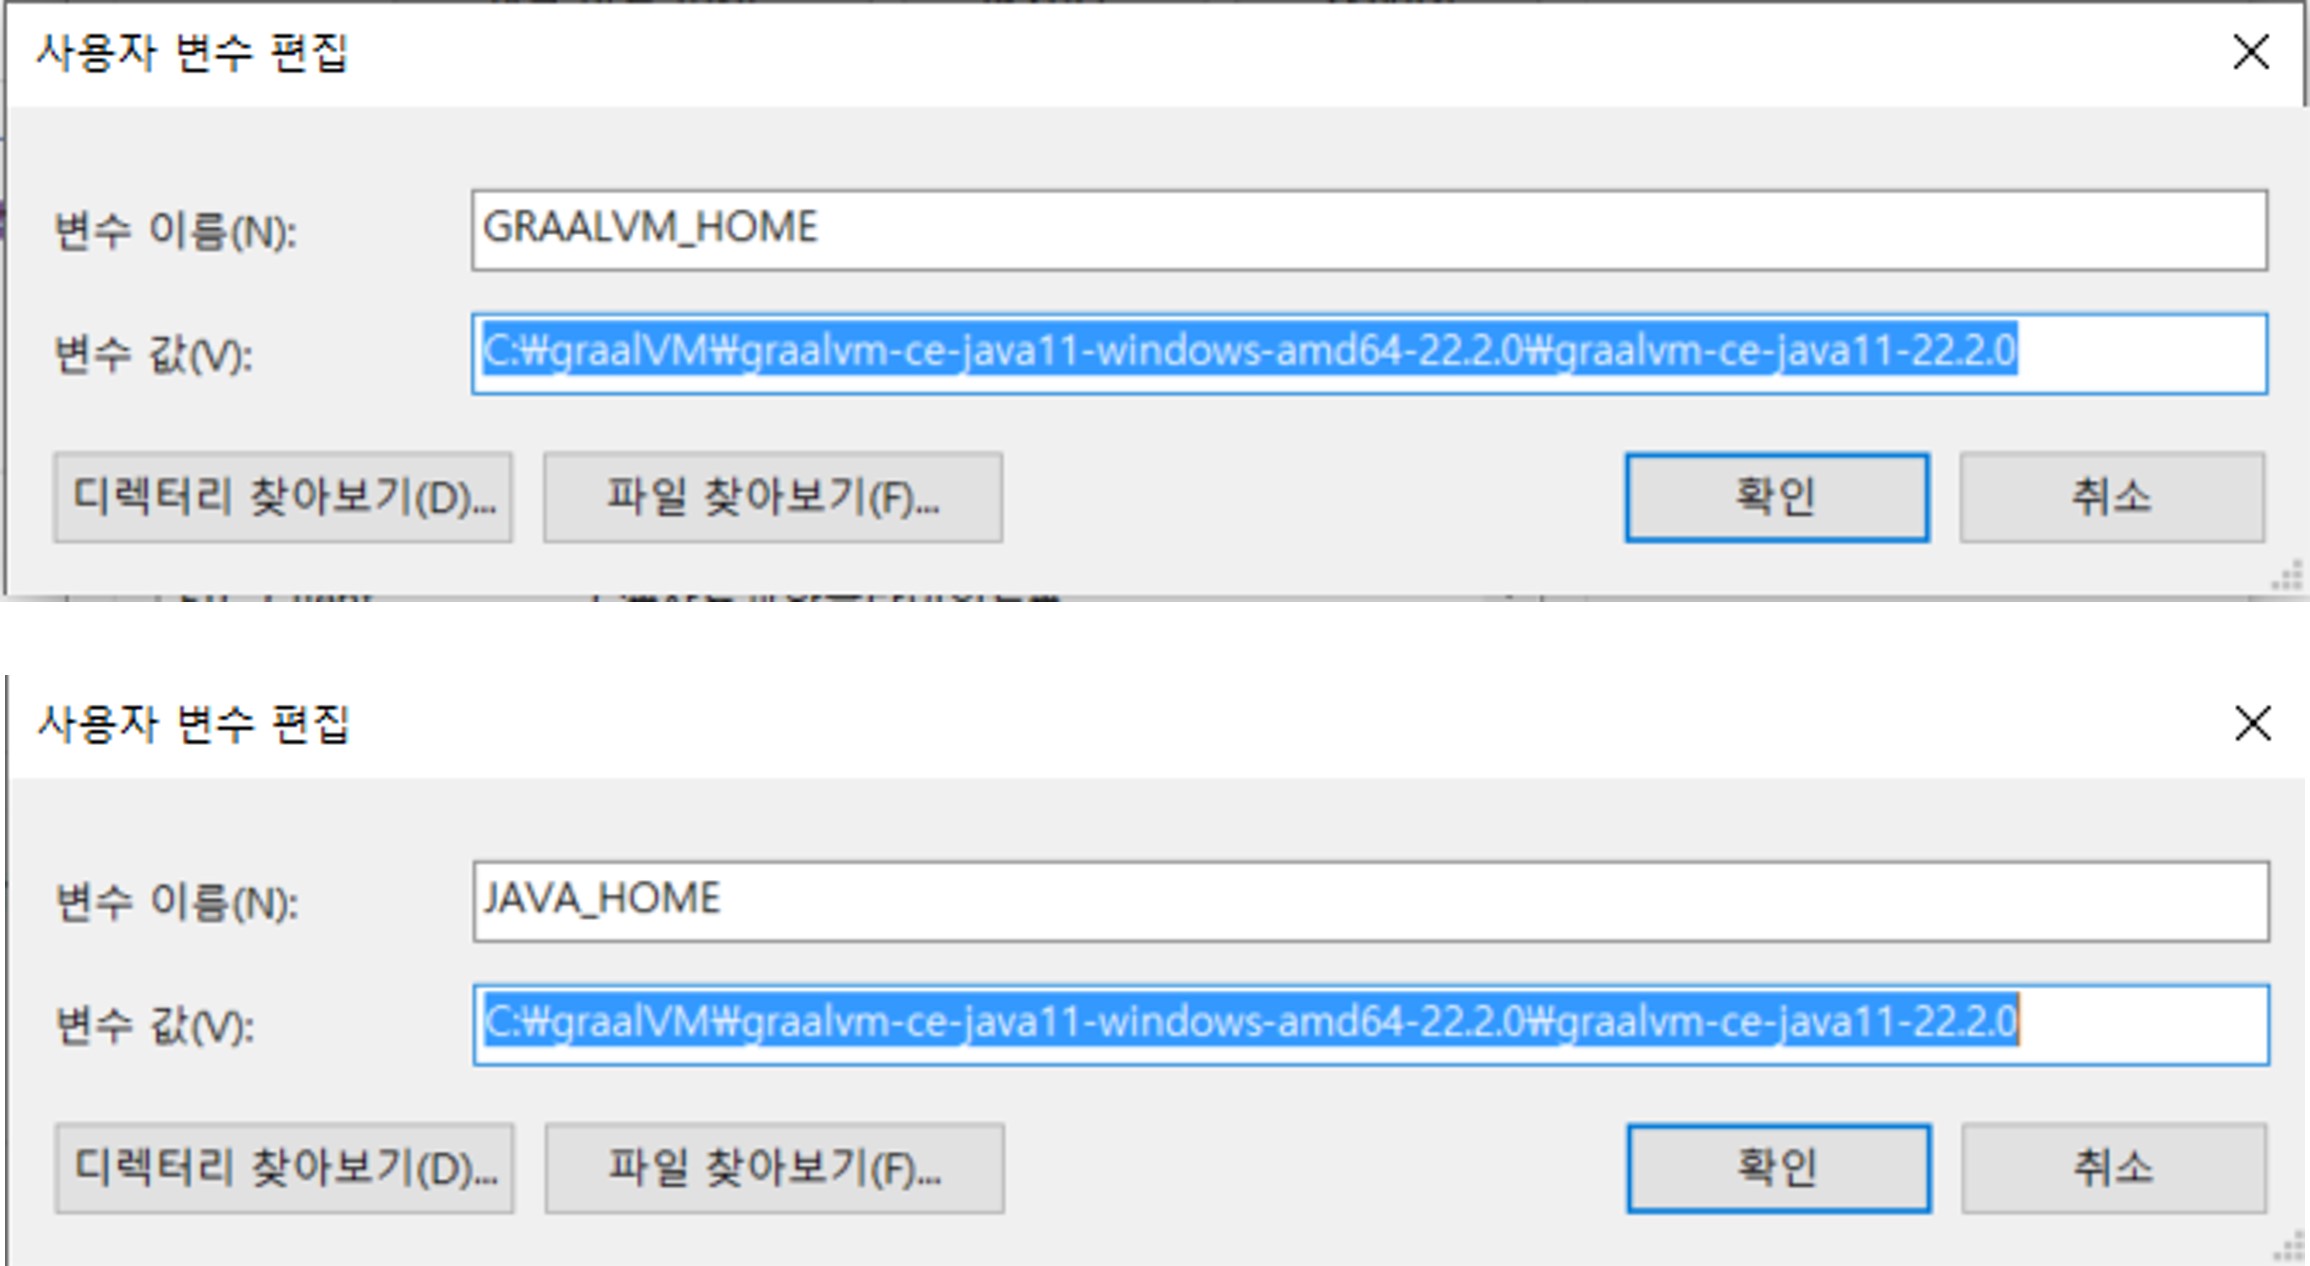 사용자 변수 편집
변수 이름(N): GRAALVM_HOME
변수 값(V): C:₩graalVM₩graalvm-ce-java11-windows-amd64-22.2.0₩graalvm-ce-java11-22.2.0
디렉터리 찾아보기(D)... 파일 찾아보기(F)... 확인 취소
사용자 변수 편집
변수 이름(N): JAVA_HOME
변수 값(V): C:₩graalVM₩graalvm-ce-java11-windows-amd64-22.2.0₩graalvm-ce-java11-22.2.0
디렉터리 찾아보기(D)... 파일 찾아보기(F)... 확인 취소